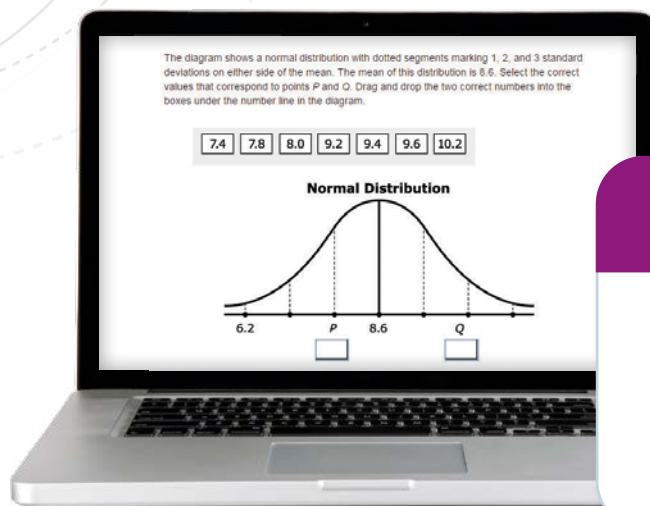 The diagram shows a normal distribution with dotted segments marking 1, 2, and 3 standard
deviations on either side of the mean. The mean of this distribution is 8.6. Select the correct
values that correspond to points P and Q. Drag and drop the two correct numbers into the
boxes under the number line in the diagram.
7.4 7.8 8.0 9.2 9.4 9.6 10.2
Normal Distribution
6.2 P 8.6 Q